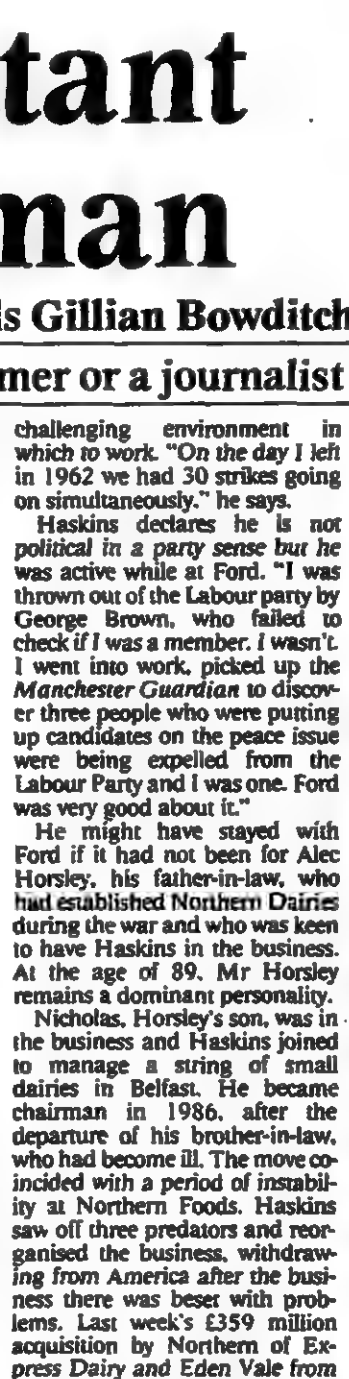 tant
man
is Gillian Bowditch
mer or a journalist
challenging environment in
which to work. "On the day I left
in 1962 we had 30 strikes going
on simultaneously." he says.
Haskins declares he is not
political in a party sense but he
was active while at Ford. "I was
thrown out of the Labour party by
George Brown, who failed to
check if I was a member. I wasn't.
I went into work, picked up the
Manchester Guardian to discov-
er three people who were putting
up candidates on the peace issue
were being expelled from the
Labour Party and I was one. Ford
was very good about it."
He might have stayed with
Ford if it had not been for Alec
Horsley, his father-in-law, who
had established Northern Dairies
during the war and who was keen
to have Haskins in the business.
At the age of 89, Mr Horsley
remains a dominant personality.
Nicholas, Horsley's son, was in
the business and Haskins joined
to manage a string of small
dairies in Belfast. He became
chairman in 1986, after the
departure of his brother-in-law,
who had become ill. The move co-
incided with a period of instabil-
ity at Northern Foods. Haskins
saw off three predators and reor-
ganised the business, withdraw-
ing from America after the busi-
ness there was beset with prob-
lems. Last week's £359 million
acquisition by Northern of Ex-
press Dairy and Eden Vale from